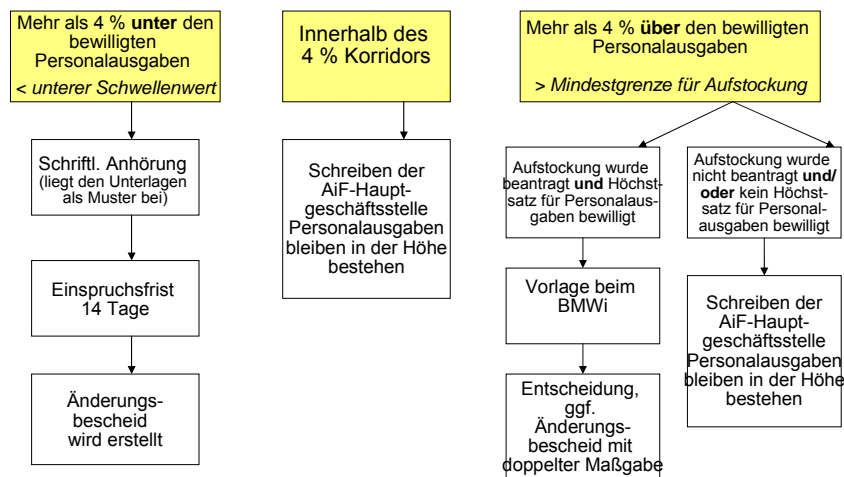 Mehr als 4 % unter den
bewilligten
Personalausgaben
< unterer Schwellenwert
Schriftl. Anhörung
(liegt den Unterlagen
als Muster bei)
Einspruchsfrist
14 Tage
Änderungs-
bescheid
wird erstellt
Innerhalb des
4 % Korridors
Schreiben der
AiF-Haupt-
geschäftsstelle
Personalausgaben
bleiben in der Höhe
bestehen
Mehr als 4 % über den bewilligten
Personalausgaben
> Mindestgrenze für Aufstockung
Aufstockung wurde
beantragt und Höchst-
satz für Personalaus-
gaben bewilligt
Vorlage beim
BMWi
Entscheidung,
ggf.
Änderungs-
bescheid mit
doppelter Maßgabe
Aufstockung wurde
nicht beantragt und/
oder kein Höchst-
satz für Personal-
ausgaben bewilligt
Schreiben der
AiF-Haupt-
geschäftsstelle
Personalausgaben
bleiben in der Höhe
bestehen